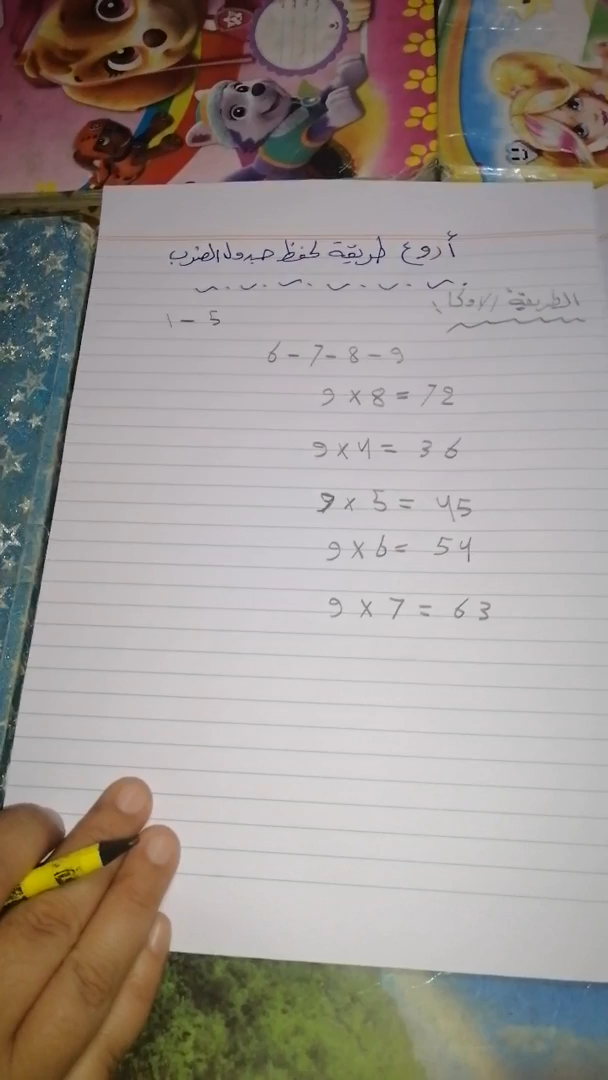 أروع طريقة لحفظ جدول الضرب
الطريقة الاولى:
1 - 5
6 - 7 - 8 - 9
9 × 8 = 72
9 × 4 = 36
9 × 5 = 45
9 × 6 = 54
9 × 7 = 63